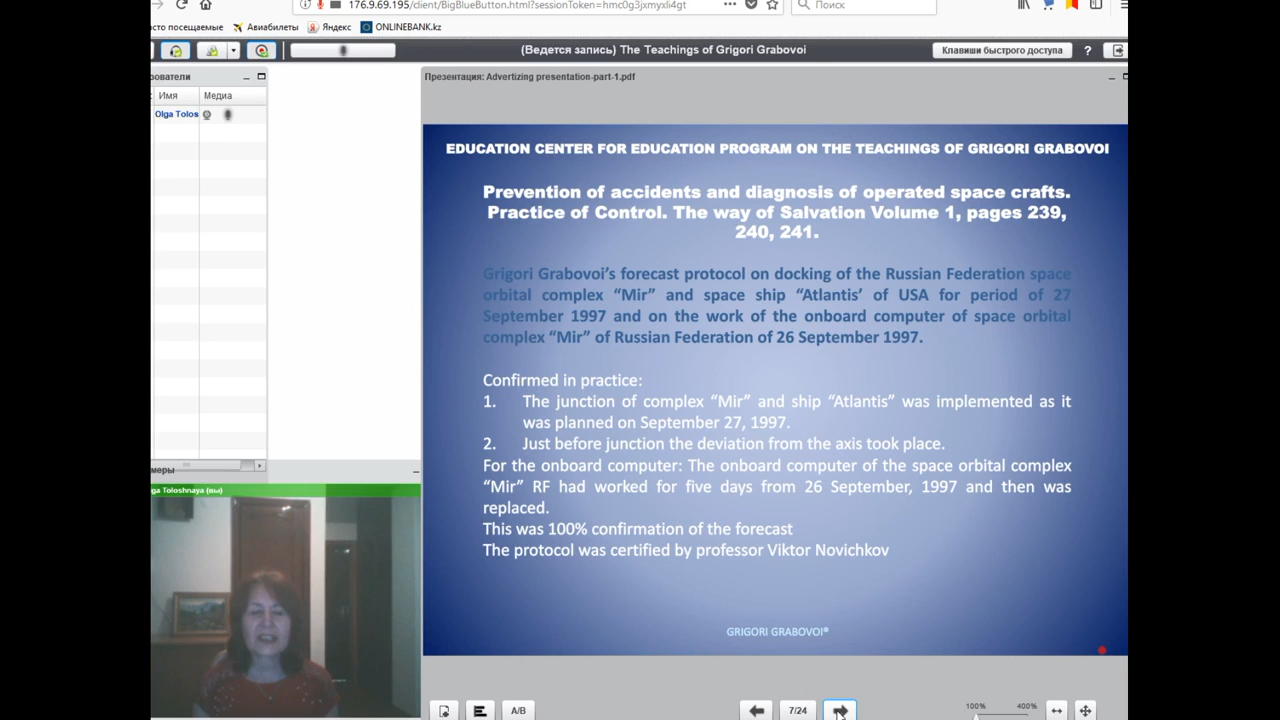 176.9.69.195/client/BigBlueButton.html?sessionToken=hmc0g3jxmyxli4gt
Поиск
сто посещаемые
Авиабилеты
Яндекс
ONLINEBANK.kz
(Ведется запись) The Teachings of Grigori Grabovoi
Клавиши быстрого доступа
?
зователи
Презентация: Advertizing presentation-part-1.pdf
Имя
Медиа
Olga Tolos
EDUCATION CENTER FOR EDUCATION PROGRAM ON THE TEACHINGS OF GRIGORI GRABOVOI
Prevention of accidents and diagnosis of operated space crafts.
Practice of Control. The way of Salvation Volume 1, pages 239,
240, 241.
Grigori Grabovoi's forecast protocol on docking of the Russian Federation space
orbital complex “Mir” and space ship “Atlantis’ of USA for period of 27
September 1997 and on the work of the onboard computer of space orbital
complex “Mir” of Russian Federation of 26 September 1997.
Confirmed in practice:
1. The junction of complex “Mir” and ship “Atlantis” was implemented as it
was planned on September 27, 1997.
2. Just before junction the deviation from the axis took place.
For the onboard computer: The onboard computer of the space orbital complex
“Mir” RF had worked for five days from 26 September, 1997 and then was
replaced.
This was 100% confirmation of the forecast
The protocol was certified by professor Viktor Novichkov
GRIGORI GRABOVOI®
меры
ga Toloshnaya (вы)
A/B
7/24
100%
400%